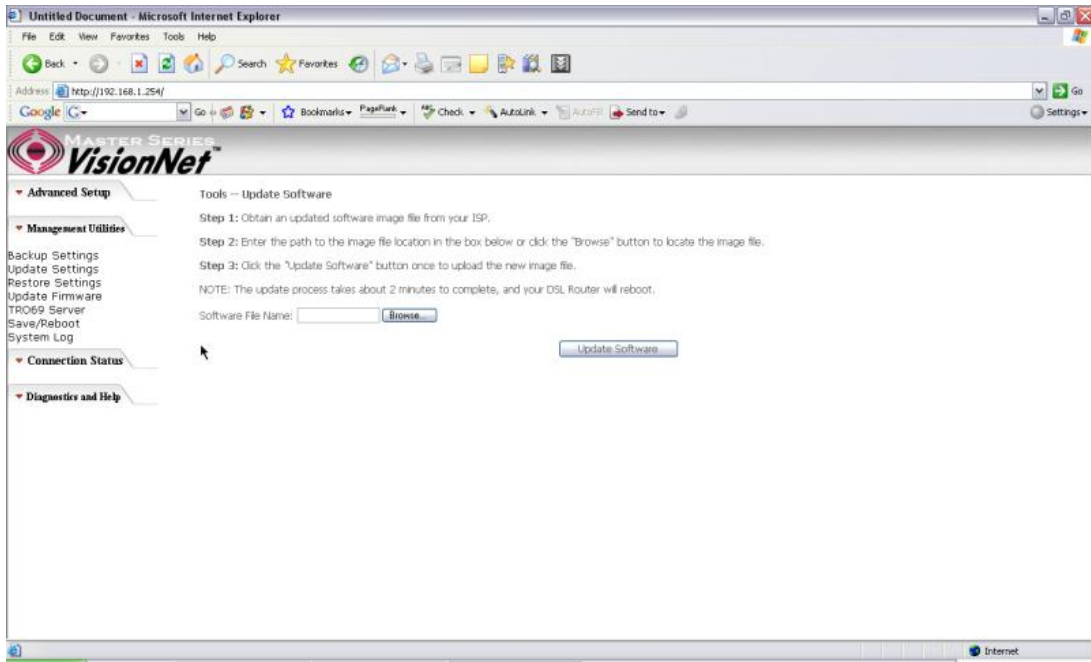 Untitled Document - Microsoft Internet Explorer
File Edit View Favorites Tools Help
Back Search Favorites
Address http://192.168.1.254/ Go
Google G Go Bookmarks PageRank Check AutoLink AutoFill Send to Settings
MASTER SERIES
VisionNet™
Advanced Setup
Management Utilities
Backup Settings
Update Settings
Restore Settings
Update Firmware
TRO69 Server
Save/Reboot
System Log
Connection Status
Diagnostics and Help
Tools -- Update Software
Step 1: Obtain an updated software image file from your ISP.
Step 2: Enter the path to the image file location in the box below or click the "Browse" button to locate the image file.
Step 3: Click the "Update Software" button once to upload the new image file.
NOTE: The update process takes about 2 minutes to complete, and your DSL Router will reboot.
Software File Name: Browse...
Update Software
Internet